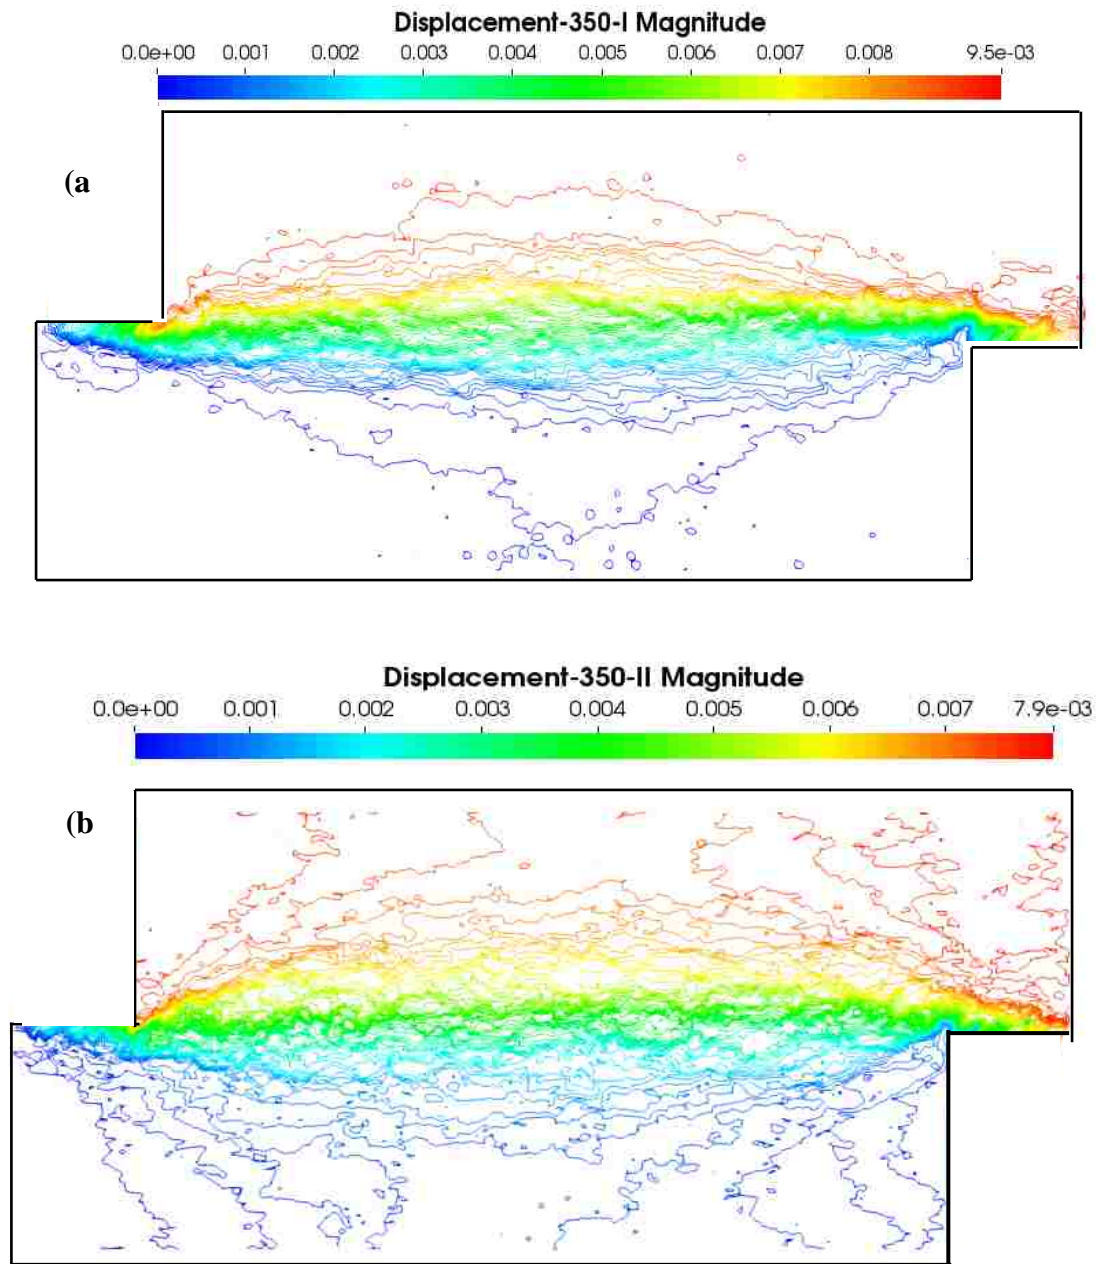 Displacement-350-I Magnitude
0.0e+00 0.001 0.002 0.003 0.004 0.005 0.006 0.007 0.008 9.5e-03
(a
Displacement-350-II Magnitude
0.0e+00 0.001 0.002 0.003 0.004 0.005 0.006 0.007 7.9e-03
(b